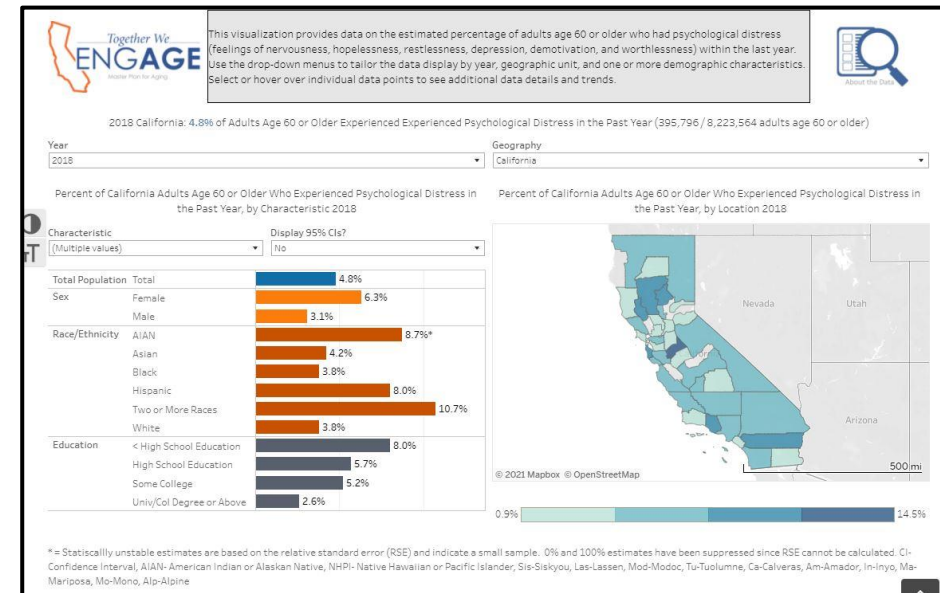 Together We
ENGAGE
Master Plan for Aging
This visualization provides data on the estimated percentage of adults age 60 or older who had psychological distress
(feelings of nervousness, hopelessness, restlessness, depression, demotivation, and worthlessness) within the last year.
Use the drop-down menus to tailor the data display by year, geographic unit, and one or more demographic characteristics.
Select or hover over individual data points to see additional data details and trends.
About the Data
2018 California: 4.8% of Adults Age 60 or Older Experienced Experienced Psychological Distress in the Past Year (395,796 / 8,223,564 adults age 60 or older)
Year
2018
Geography
California
Percent of California Adults Age 60 or Older Who Experienced Psychological Distress in
the Past Year, by Characteristic 2018
Percent of California Adults Age 60 or Older Who Experienced Psychological Distress in
the Past Year, by Location 2018
Characteristic
(Multiple values)
Display 95% CIs?
No
Total Population Total 4.8%
Sex Female 6.3%
Male 3.1%
Race/Ethnicity AIAN 8.7%*
Asian 4.2%
Black 3.8%
Hispanic 8.0%
Two or More Races 10.7%
White 3.8%
Education < High School Education 8.0%
High School Education 5.7%
Some College 5.2%
Univ/Col Degree or Above 2.6%
Nevada
Utah
Arizona
500 mi
© 2021 Mapbox © OpenStreetMap
0.9% 14.5%
* = Statiscallly unstable estimates are based on the relative standard error (RSE) and indicate a small sample. 0% and 100% estimates have been suppressed since RSE cannot be calculated. CI-
Confidence Interval, AIAN- American Indian or Alaskan Native, NHPI- Native Hawaiian or Pacific Islander, Sis-Siskyou, Las-Lassen, Mod-Modoc, Tu-Tuolumne, Ca-Calveras, Am-Amador, In-Inyo, Ma-
Mariposa, Mo-Mono, Alp-Alpine